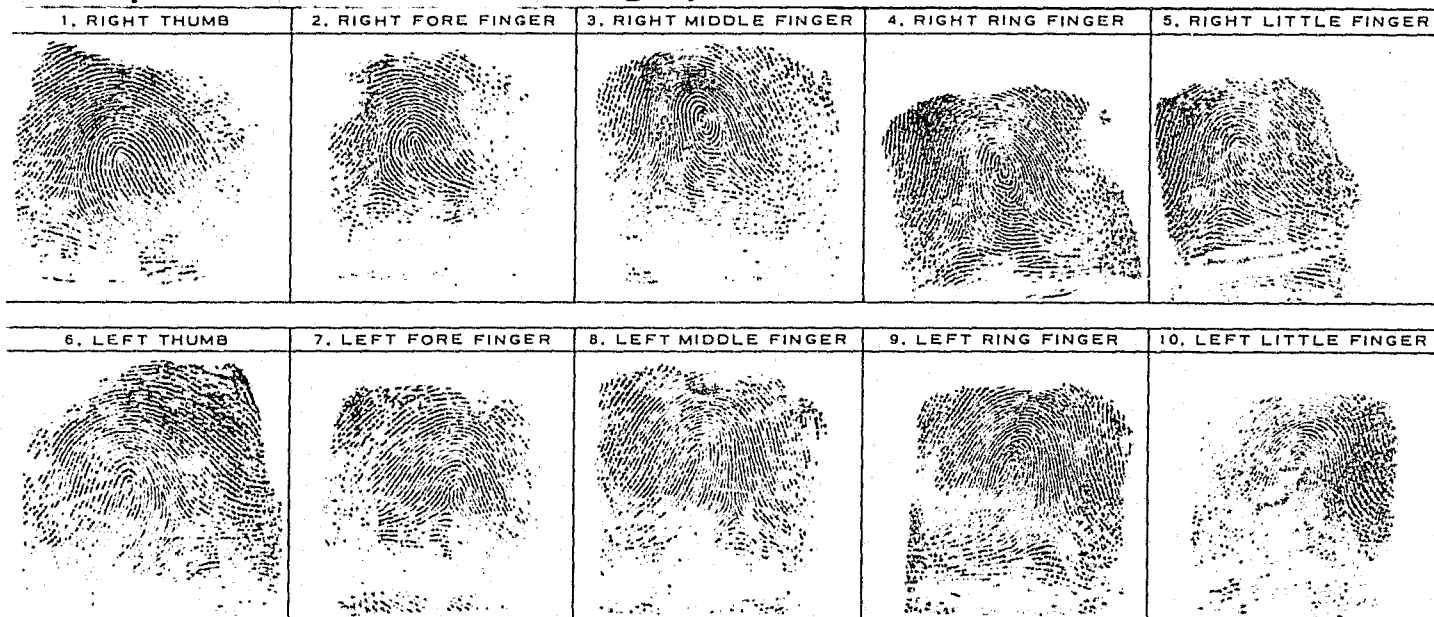 1. RIGHT THUMB 2. RIGHT FORE FINGER 3. RIGHT MIDDLE FINGER 4. RIGHT RING FINGER 5. RIGHT LITTLE FINGER
6. LEFT THUMB 7. LEFT FORE FINGER 8. LEFT MIDDLE FINGER 9. LEFT RING FINGER 10. LEFT LITTLE FINGER